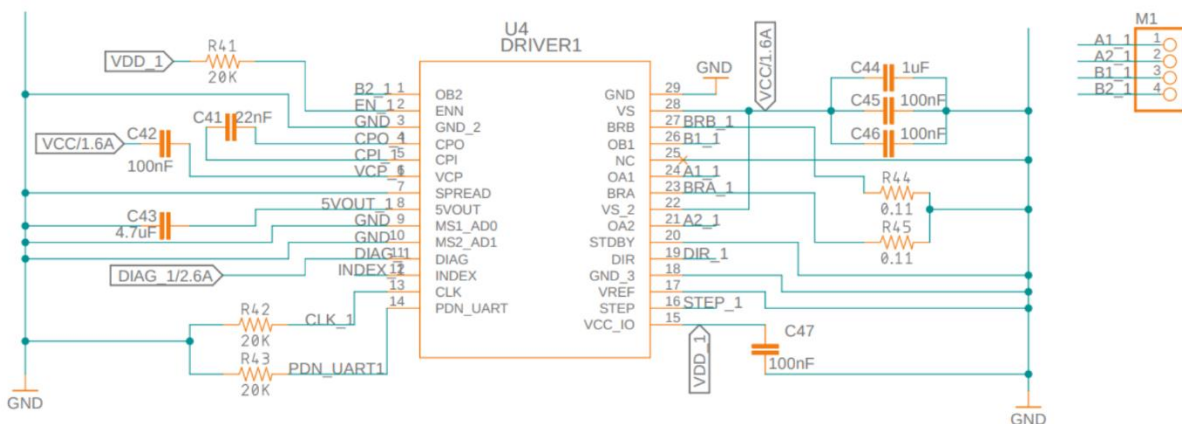 U4
DRIVER1
M1
VDD_1
R41
20K
GND
VCC/1.6A
C44
1uF
C45
100nF
C46
100nF
A1_1
1
A2_1
2
B1_1
3
B2_1
4
B2_1
1
OB2
EN_1
2
ENN
GND
3
GND_2
C41
22nF
CPO_1
4
CPO
CPI_1
5
CPI
VCC/1.6A
C42
100nF
VCP_1
6
VCP
7
SPREAD
C43
4.7uF
5VOUT_1
8
5VOUT
GND
9
MS1_AD0
GND
10
MS2_AD1
DIAG_1/2.6A
DIAG_
11
DIAG
INDEX_1
12
INDEX
13
CLK
14
PDN_UART
R42
20K
CLK_1
R43
20K
PDN_UART1
GND
GND
29
VS
28
BRB
27
BRB_1
OB1
26
B1_1
NC
25
OA1
24
A1_1
BRA
23
BRA_1
VS_2
22
OA2
21
A2_1
STDBY
20
DIR
19
DIR_1
GND_3
18
VREF
17
STEP
16
STEP_1
VCC_IO
15
R44
0.11
R45
0.11
VDD_1
C47
100nF
GND